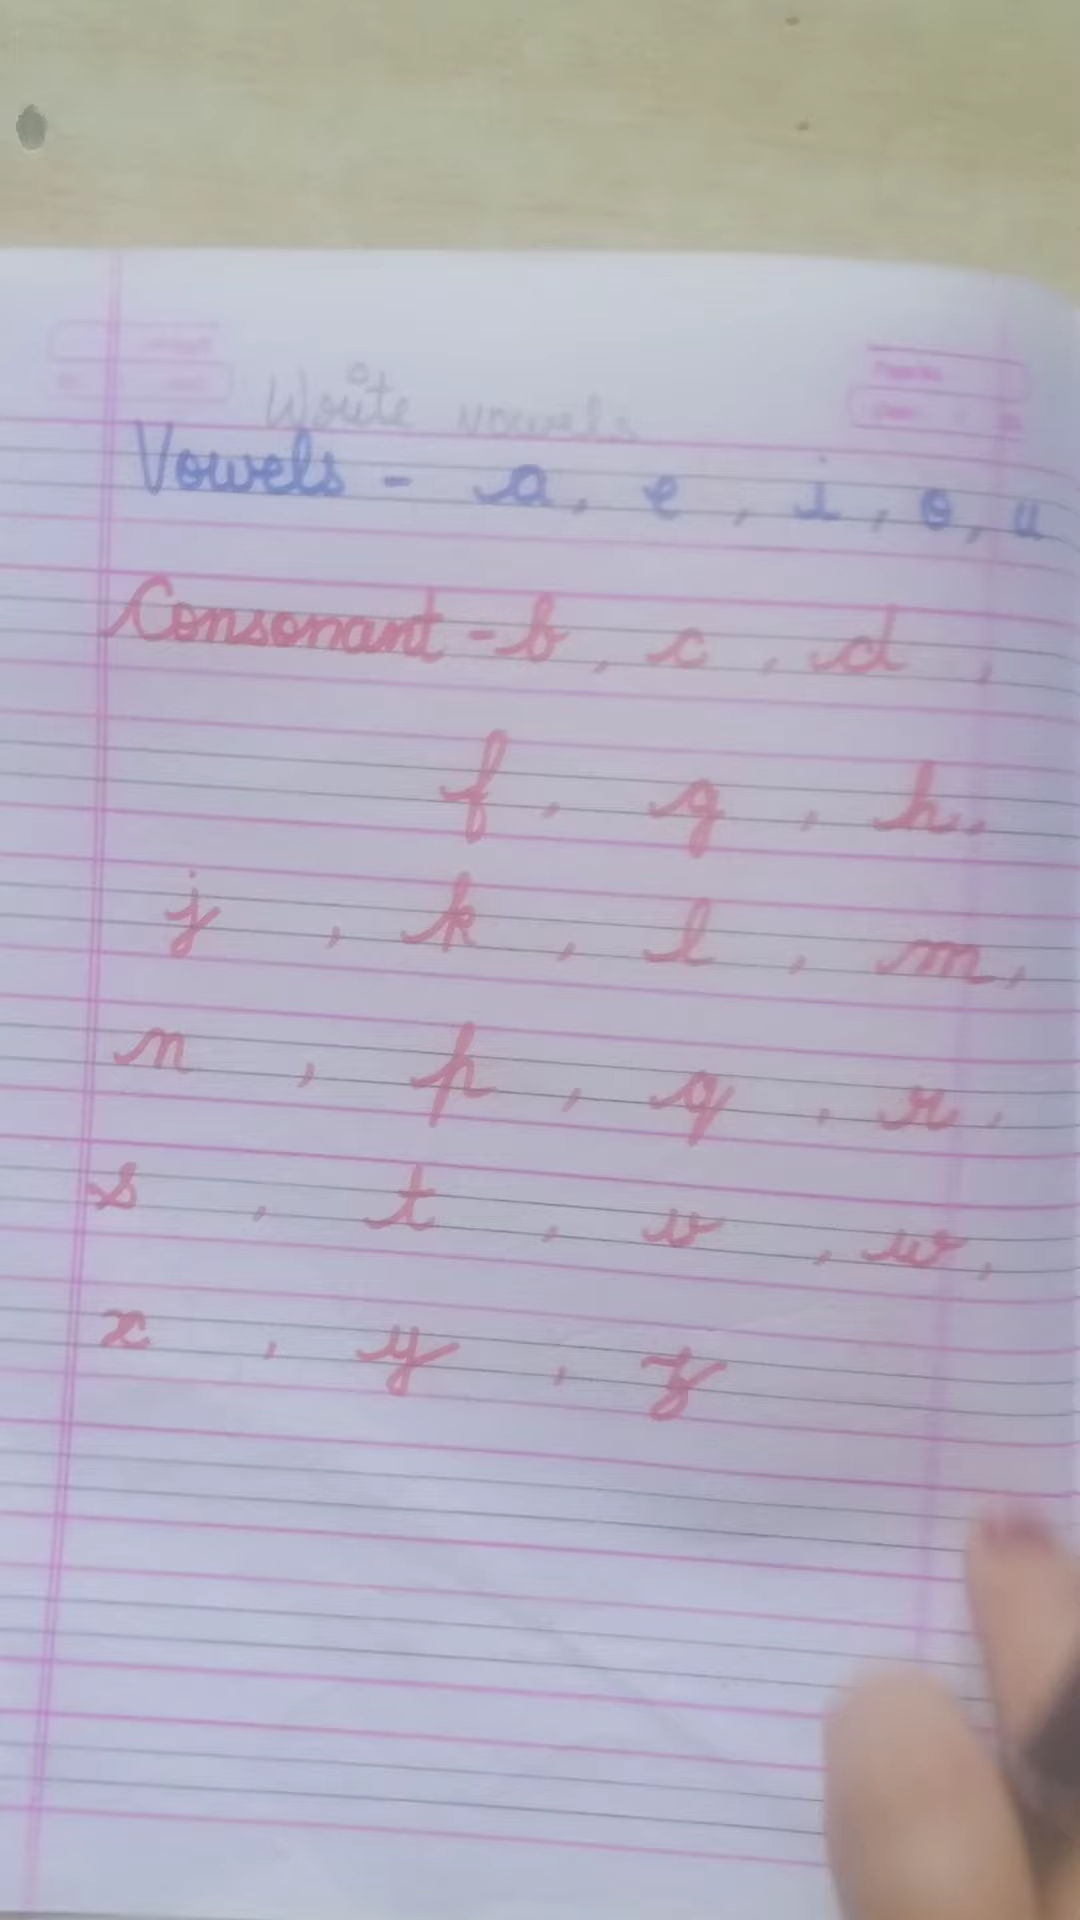 Write vowels
Vowels - a, e, i, o, u
Consonant - b, c, d,
f, g, h,
j, k, l, m,
n, p, q, r,
s, t, v, w,
x, y, z